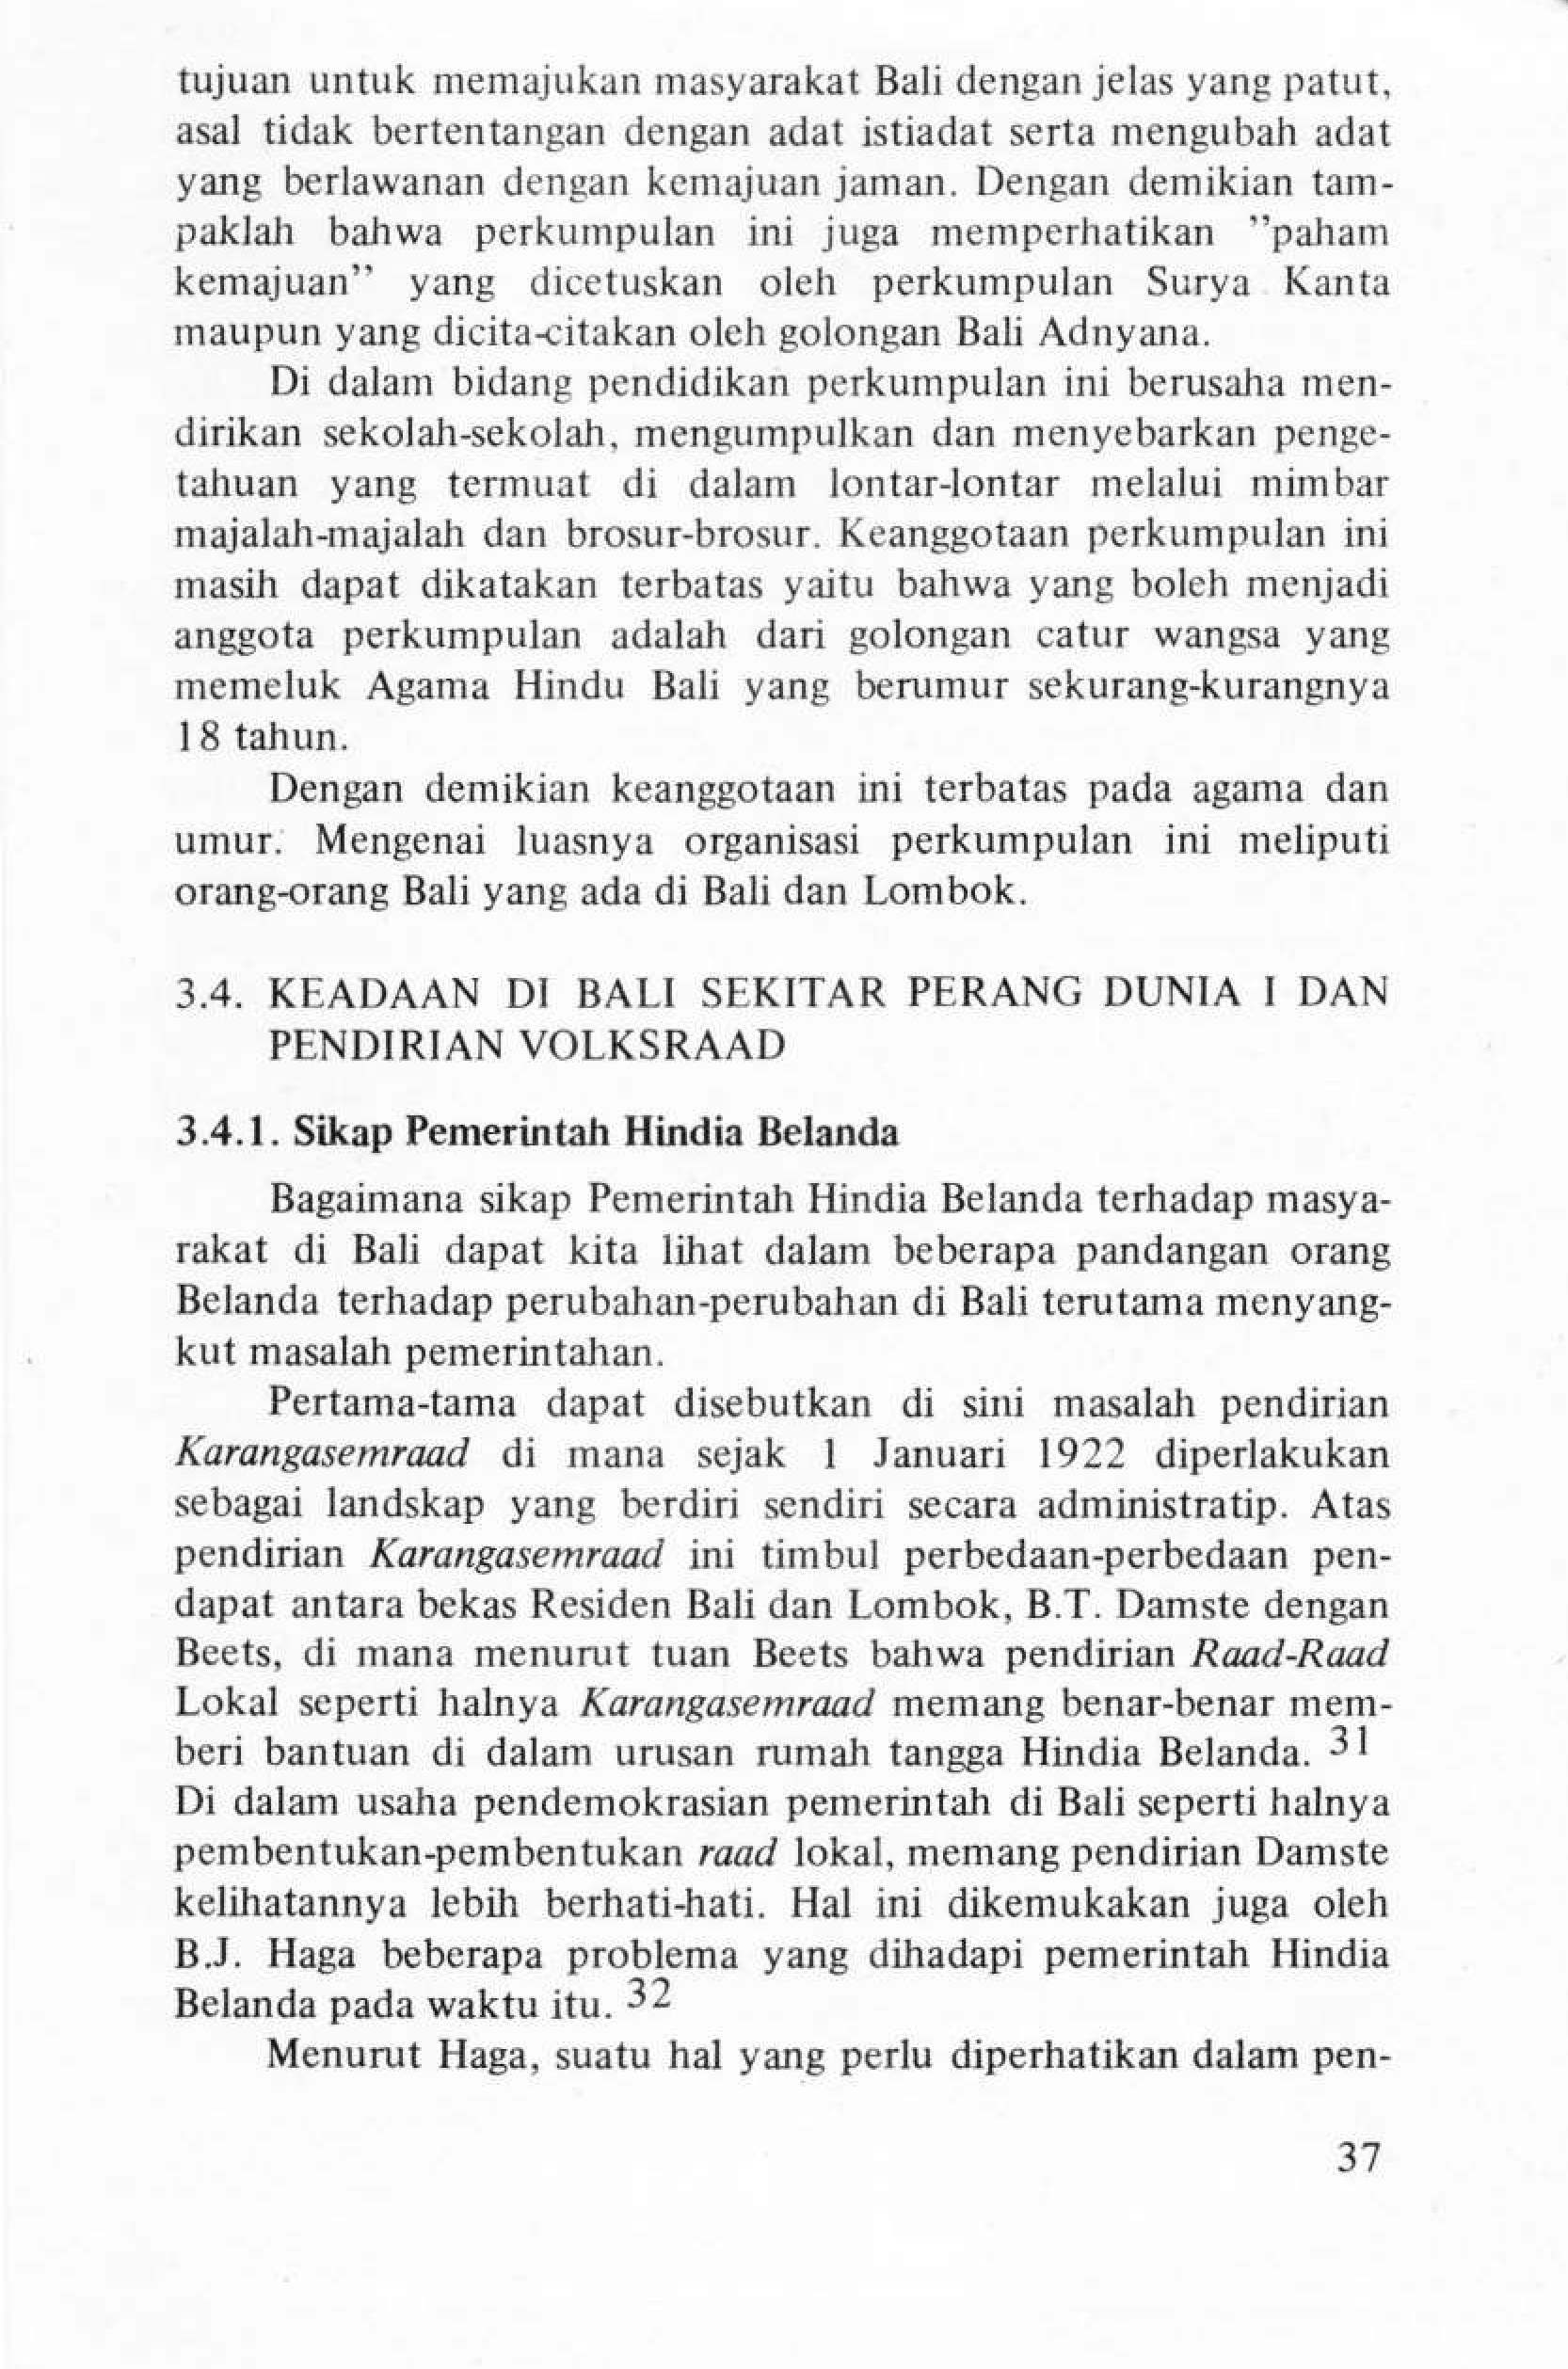 tujuan untuk memajukan masyarakat Bali dengan jelas yang patut,
asal tidak bertentangan dengan adat istiadat serta mengubah adat
yang berlawanan dengan kemajuan jaman. Dengan demikian tam-
paklah bahwa perkumpulan ini juga memperhatikan ”paham
kemajuan” yang dicetuskan oleh perkumpulan Surya Kanta
maupun yang dicita-citakan oleh golongan Bali Adnyana.
Di dalam bidang pendidikan perkumpulan ini berusaha men-
dirikan sekolah-sekolah, mengumpulkan dan menyebarkan penge-
tahuan yang termuat di dalam lontar-lontar melalui mimbar
majalah-majalah dan brosur-brosur. Keanggotaan perkumpulan ini
masih dapat dikatakan terbatas yaitu bahwa yang boleh menjadi
anggota perkumpulan adalah dari golongan catur wangsa yang
memeluk Agama Hindu Bali yang berumur sekurang-kurangnya
18 tahun.
Dengan demikian keanggotaan ini terbatas pada agama dan
umur. Mengenai luasnya organisasi perkumpulan ini meliputi
orang-orang Bali yang ada di Bali dan Lombok.
3.4. KEADAAN DI BALI SEKITAR PERANG DUNIA I DAN
PENDIRIAN VOLKSRAAD
3.4.1. Sikap Pemerintah Hindia Belanda
Bagaimana sikap Pemerintah Hindia Belanda terhadap masya-
rakat di Bali dapat kita lihat dalam beberapa pandangan orang
Belanda terhadap perubahan-perubahan di Bali terutama menyang-
kut masalah pemerintahan.
Pertama-tama dapat disebutkan di sini masalah pendirian
Karangasemraad di mana sejak 1 Januari 1922 diperlakukan
sebagai landskap yang berdiri sendiri secara administratip. Atas
pendirian Karangasemraad ini timbul perbedaan-perbedaan pen-
dapat antara bekas Residen Bali dan Lombok, B.T. Damste dengan
Beets, di mana menurut tuan Beets bahwa pendirian Raad-Raad
Lokal seperti halnya Karangasemraad memang benar-benar mem-
beri bantuan di dalam urusan rumah tangga Hindia Belanda. 31
Di dalam usaha pendemokrasian pemerintah di Bali seperti halnya
pembentukan-pembentukan raad lokal, memang pendirian Damste
kelihatannya lebih berhati-hati. Hal ini dikemukakan juga oleh
B.J. Haga beberapa problema yang dihadapi pemerintah Hindia
Belanda pada waktu itu. 32
Menurut Haga, suatu hal yang perlu diperhatikan dalam pen-
37